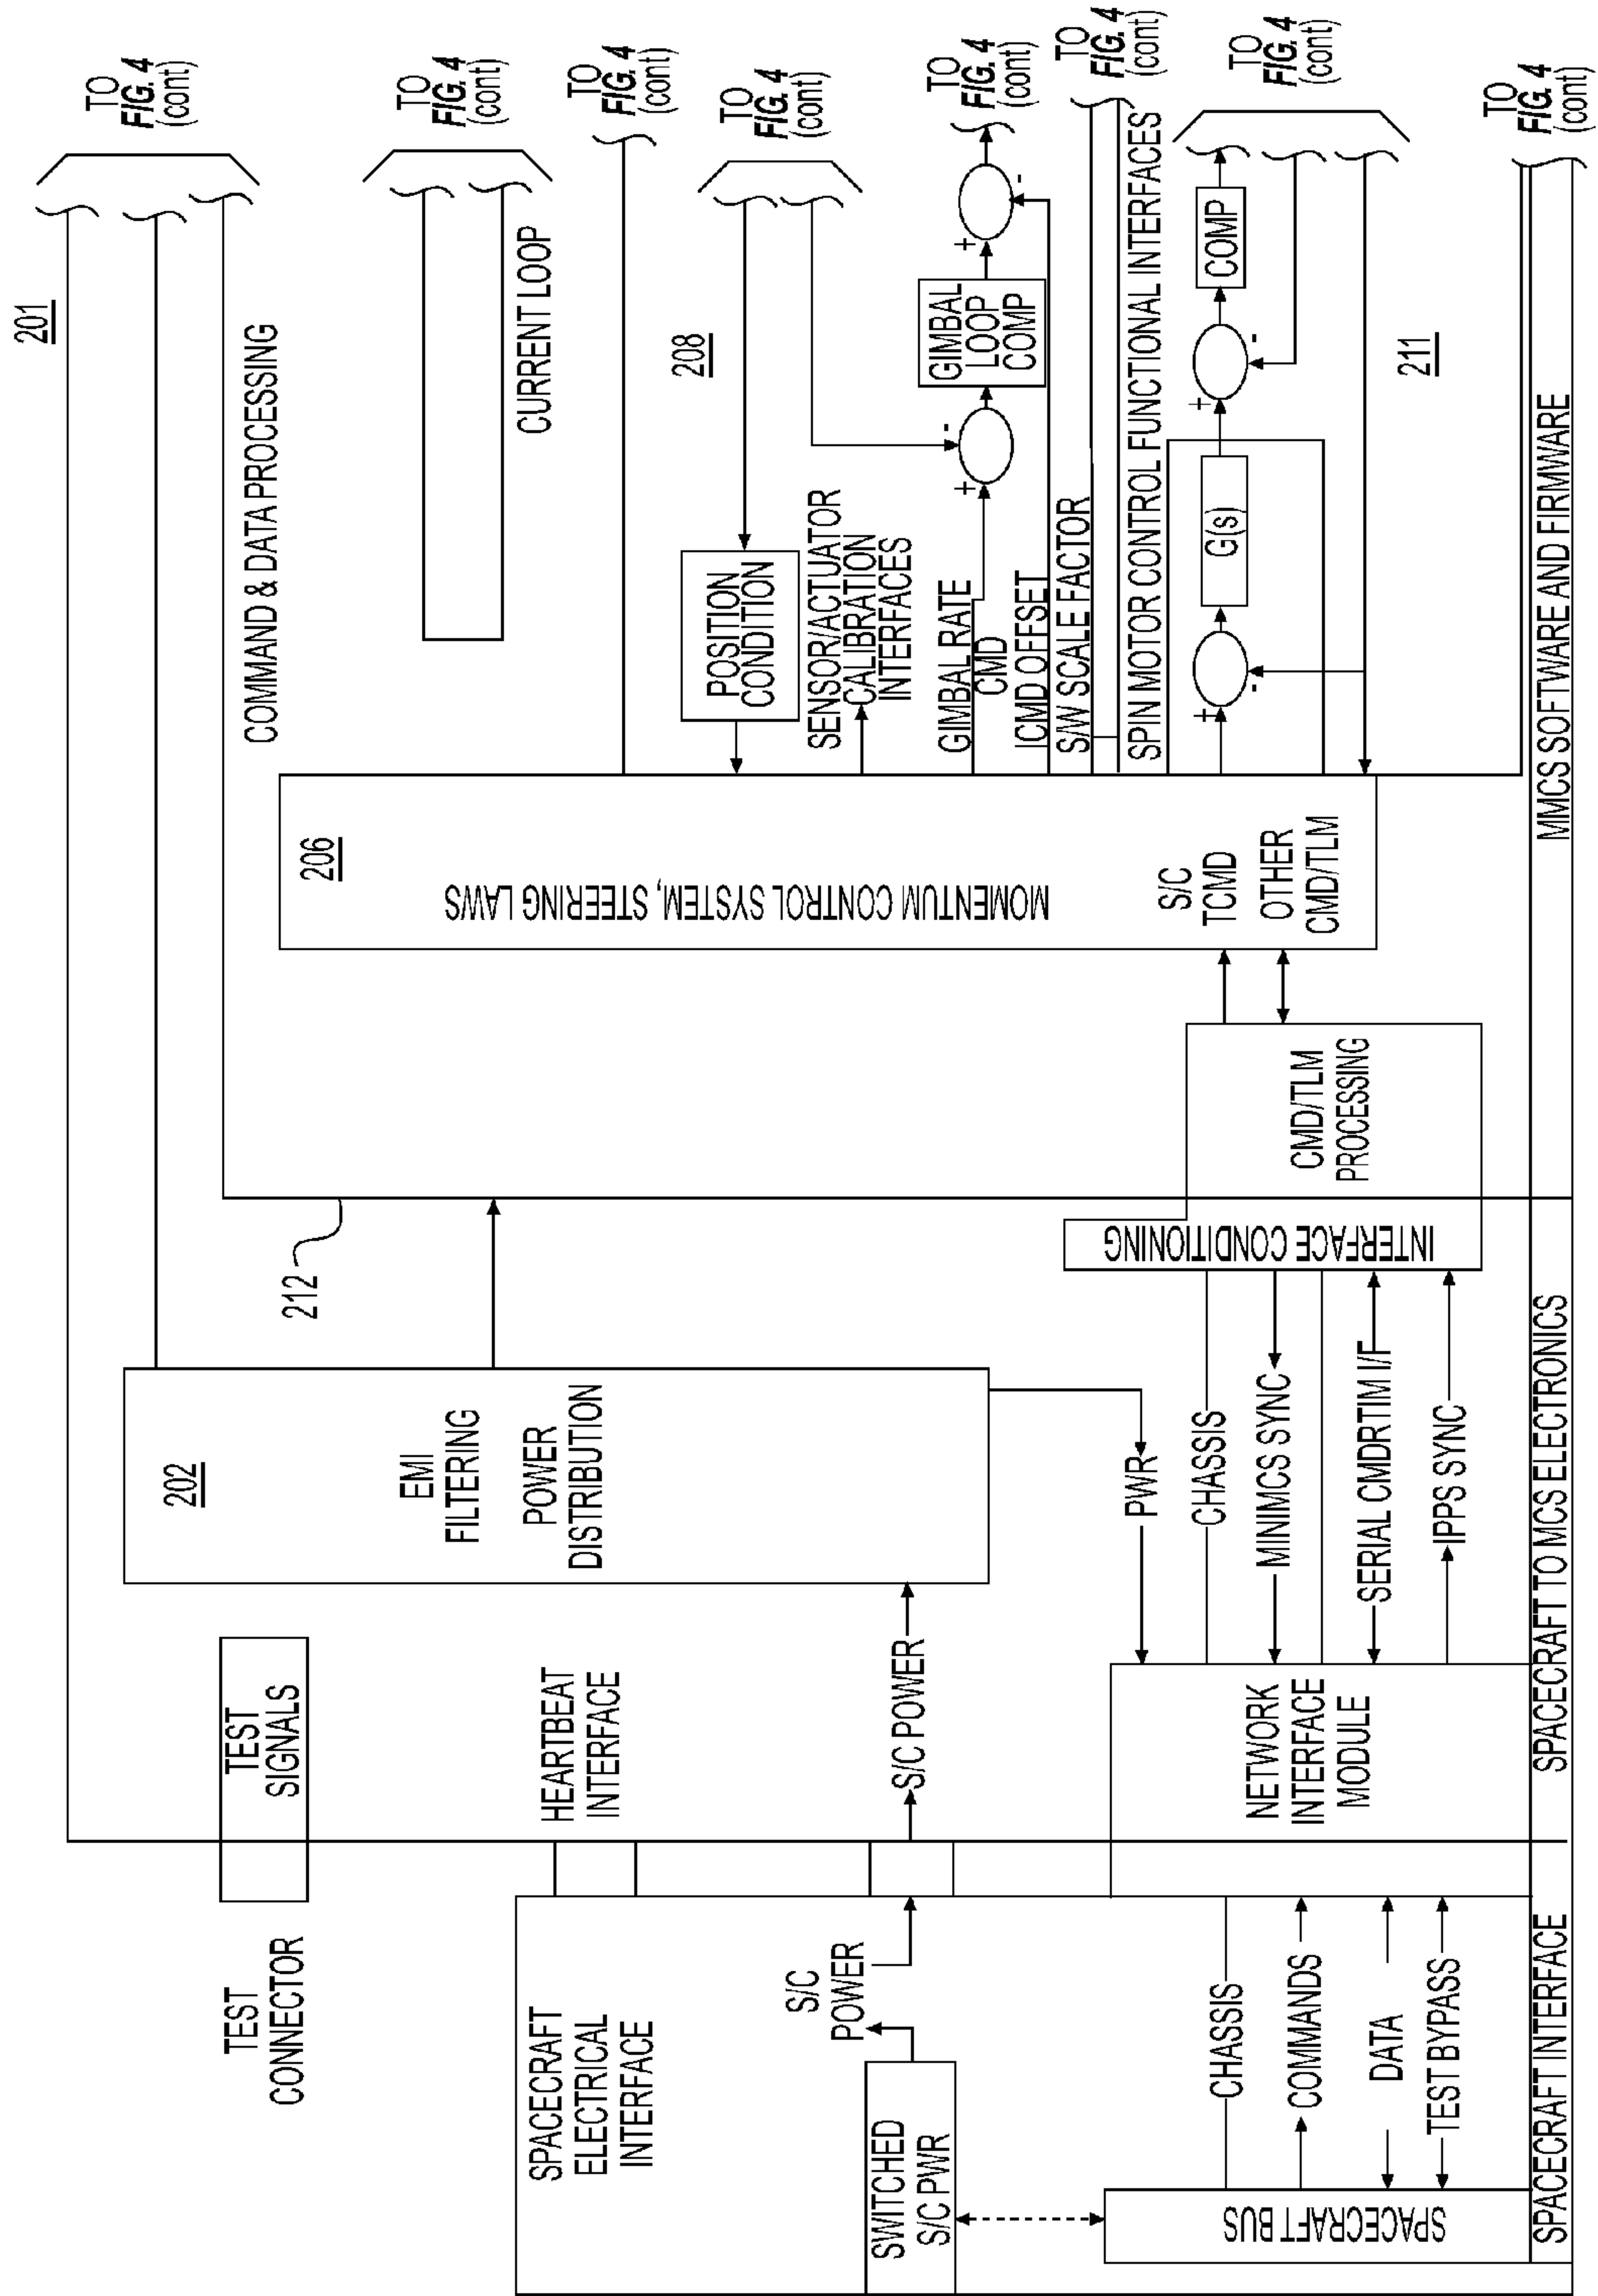 201
TO
FIG. 4
(cont)
COMMAND & DATA PROCESSING
TO
FIG. 4
(cont)
CURRENT LOOP
TO
FIG. 4
(cont)
208
TO
FIG. 4
(cont)
POSITION
CONDITION
SENSOR/ACTUATOR
CALIBRATION
INTERFACES
GIMBAL RATE
CMD
ICMD OFFSET
S/W SCALE FACTOR
+
-
GIMBAL
LOOP
COMP
+
-
TO
FIG. 4
(cont)
TO
FIG. 4
(cont)
SPIN MOTOR CONTROL FUNCTIONAL INTERFACES
+
-
G(s)
+
-
COMP
TO
FIG. 4
(cont)
211
TO
FIG. 4
(cont)
MMCS SOFTWARE AND FIRMWARE
206
MOMENTUM CONTROL SYSTEM, STEERING LAWS
S/C
TCMD
OTHER
CMD/TLM
CMD/TLM
PROCESSING
INTERFACE CONDITIONING
212
202
EMI
FILTERING
POWER
DISTRIBUTION
PWR
CHASSIS
MINIMCS SYNC
SERIAL CMDRTIM I/F
IPPS SYNC
SPACECRAFT TO MCS ELECTRONICS
TEST
SIGNALS
HEARTBEAT
INTERFACE
S/C POWER
NETWORK
INTERFACE
MODULE
TEST
CONNECTOR
SPACECRAFT
ELECTRICAL
INTERFACE
S/C
POWER
SWITCHED
S/C PWR
CHASSIS
COMMANDS
DATA
TEST BYPASS
SPACECRAFT BUS
SPACECRAFT INTERFACE